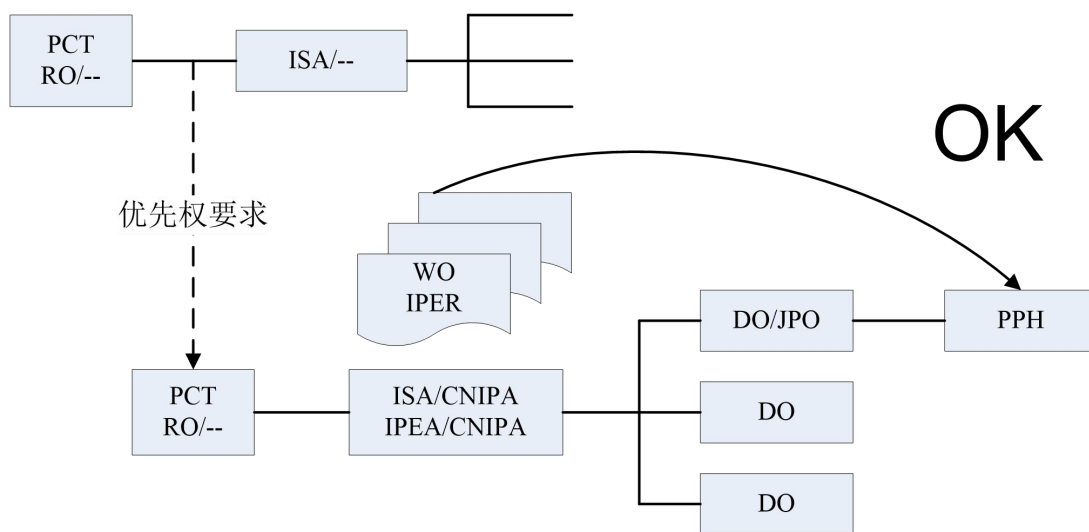 PCT
RO/--
ISA/--
OK
优先权要求
WO
IPER
DO/JPO
PPH
PCT
RO/--
ISA/CNIPA
IPEA/CNIPA
DO
DO